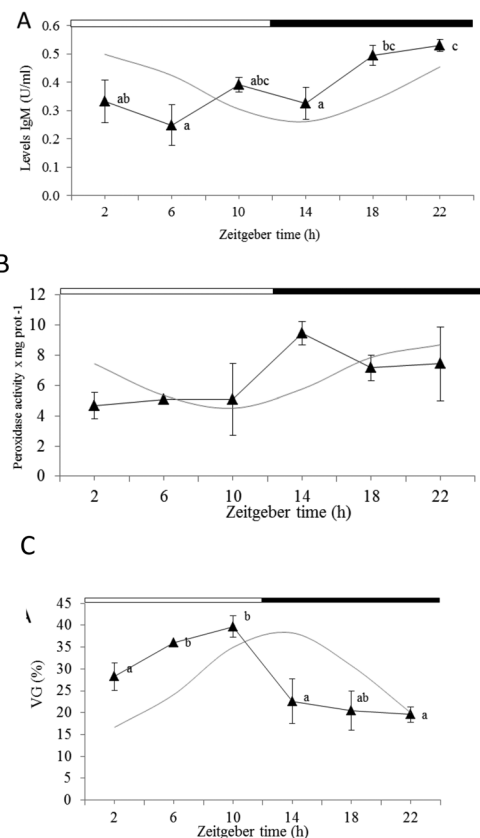 A
0.6
0.5
0.4
0.3
0.2
0.1
0.0
Levels IgM (U/ml)
ab
a
abc
a
bc
c
2 6 10 14 18 22
Zeitgeber time (h)
B
12
10
8
6
4
2
0
Peroxidase activity x mg prot-1
2 6 10 14 18 22
Zeitgeber time (h)
C
45
40
35
30
25
20
15
10
5
0
VG (%)
a
b
b
a
ab
a
2 6 10 14 18 22
Zeitgeber time (h)